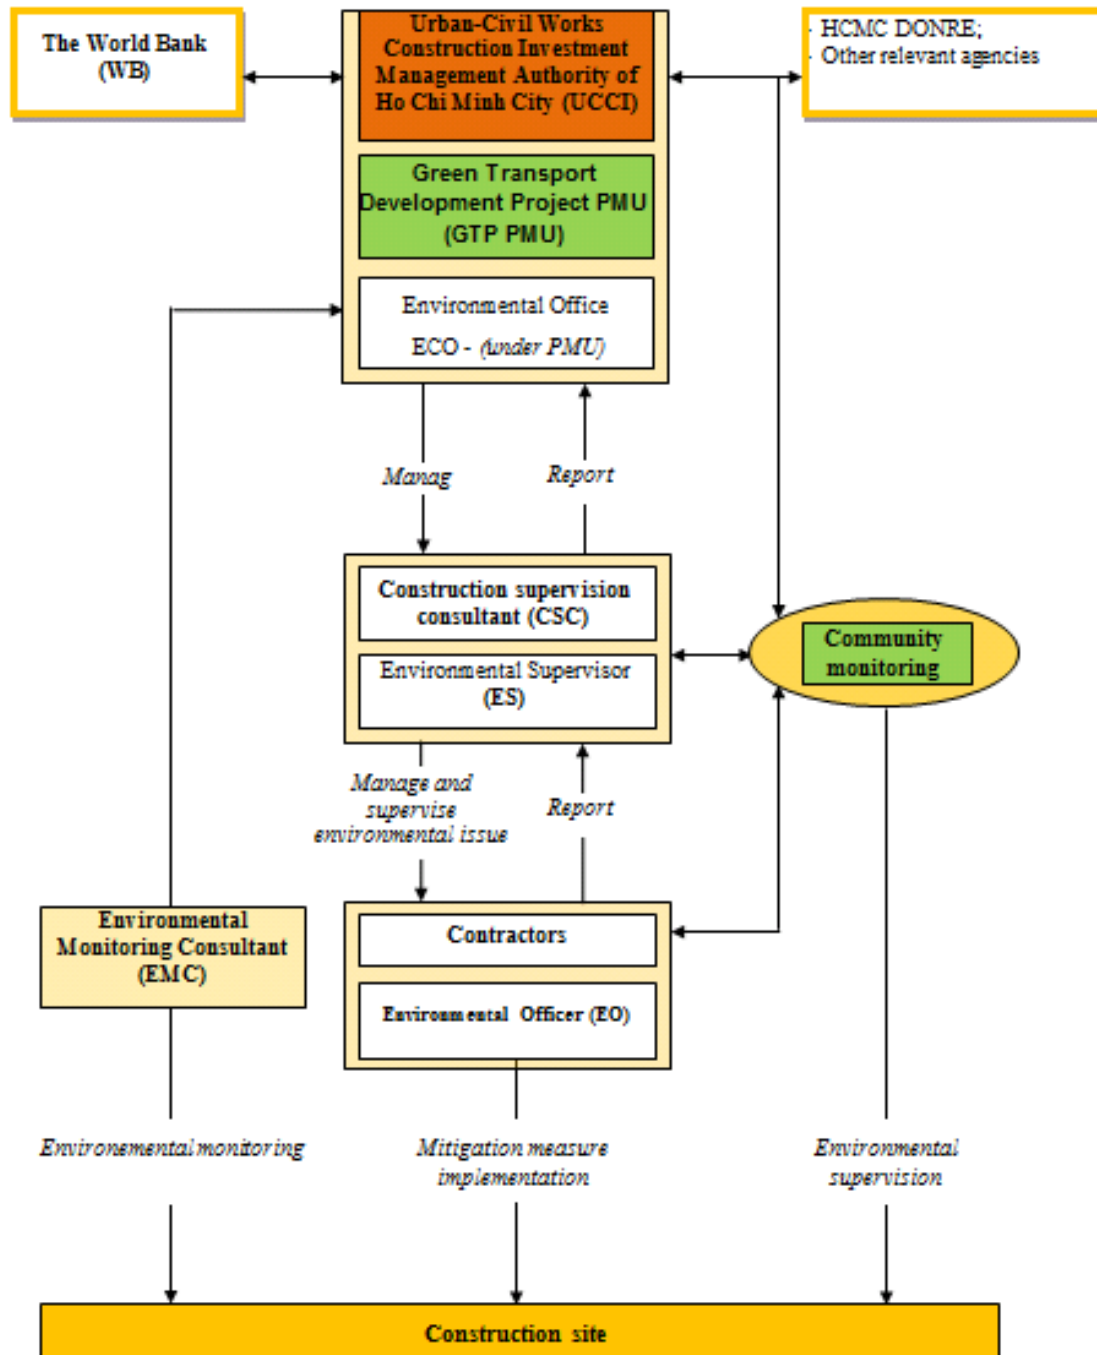 The World Bank
(WB)
Urban-Civil Works
Construction Investment
Management Authority of
Ho Chi Minh City (UCCI)
- HCMC DONRE;
- Other relevant agencies
Green Transport
Development Project PMU
(GTP PMU)
Environmental Office
ECO - (under PMU)
Manag
Report
Construction supervision
consultant (CSC)
Environmental Supervisor
(ES)
Community
monitoring
Manage and
supervise
environmental issue
Report
Environmental
Monitoring Consultant
(EMC)
Contractors
Environmental Officer (EO)
Environemental monitoring
Mitigation measure
implementation
Environmental
supervision
Construction site